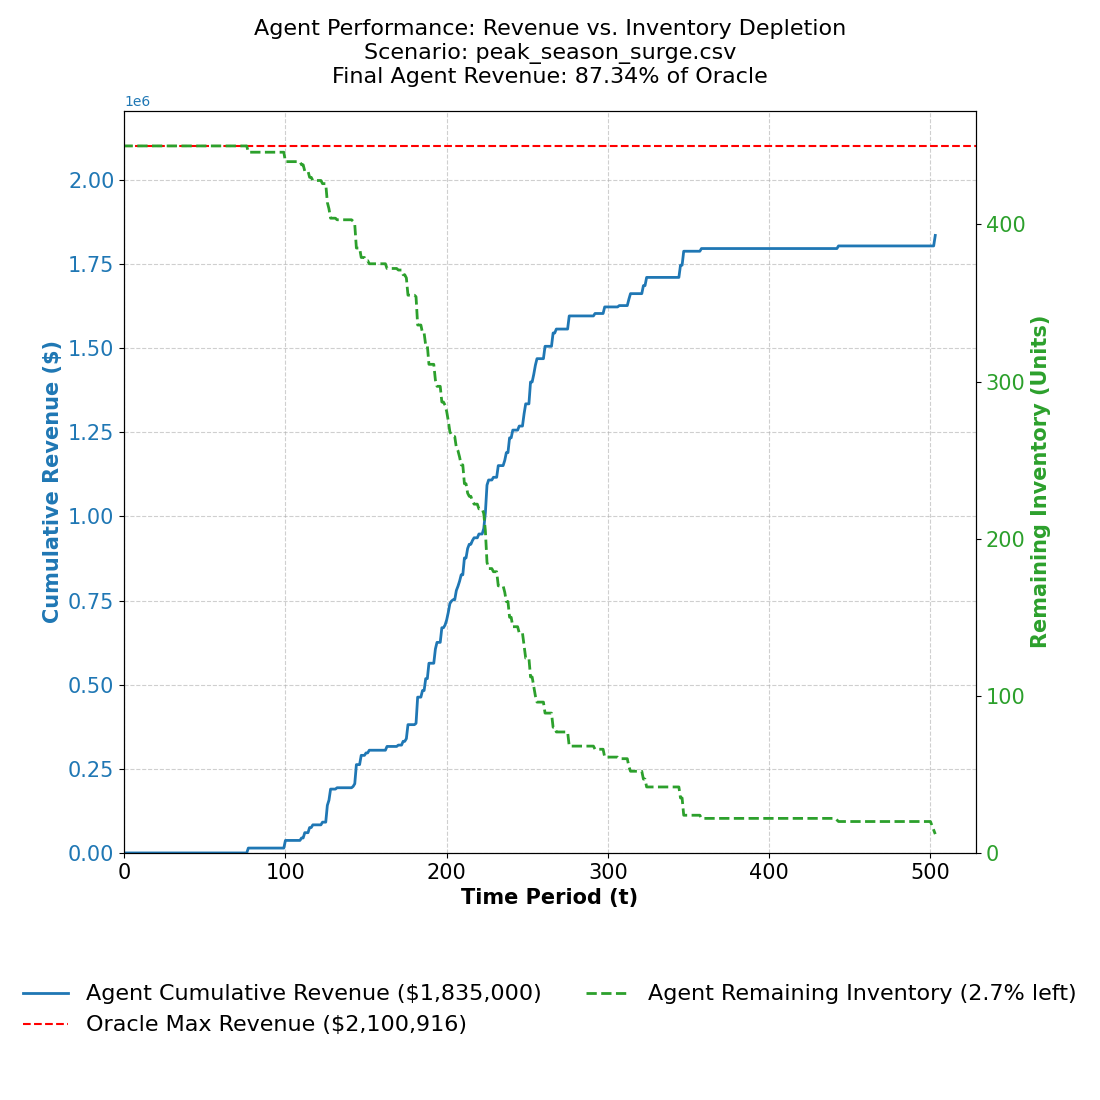 Agent Performance: Revenue vs. Inventory Depletion
Scenario: peak_season_surge.csv
Final Agent Revenue: 87.34% of Oracle
1e6
2.00
1.75
1.50
1.25
1.00
0.75
0.50
0.25
0.00
Cumulative Revenue ($)
400
300
200
100
0
Remaining Inventory (Units)
0 100 200 300 400 500
Time Period (t)
Agent Cumulative Revenue ($1,835,000)
Oracle Max Revenue ($2,100,916)
Agent Remaining Inventory (2.7% left)